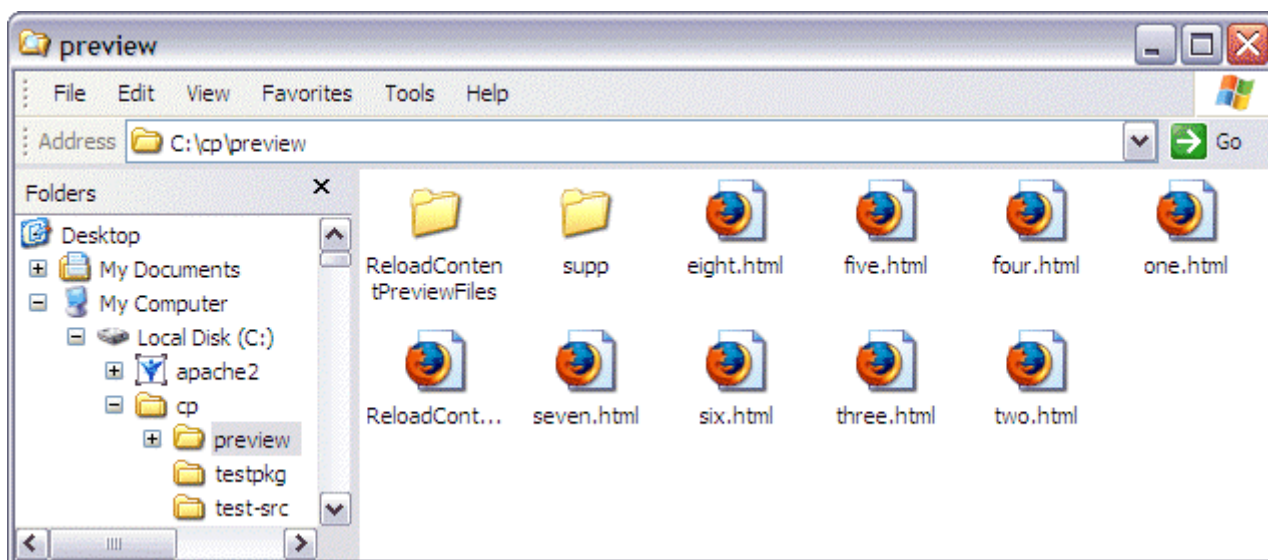 preview
File Edit View Favorites Tools Help
Address C:\cp\preview Go
Folders
Desktop
My Documents
My Computer
Local Disk (C:)
apache2
cp
preview
testpkg
test-src
ReloadConten
tPreviewFiles
supp
eight.html
five.html
four.html
one.html
ReloadCont...
seven.html
six.html
three.html
two.html